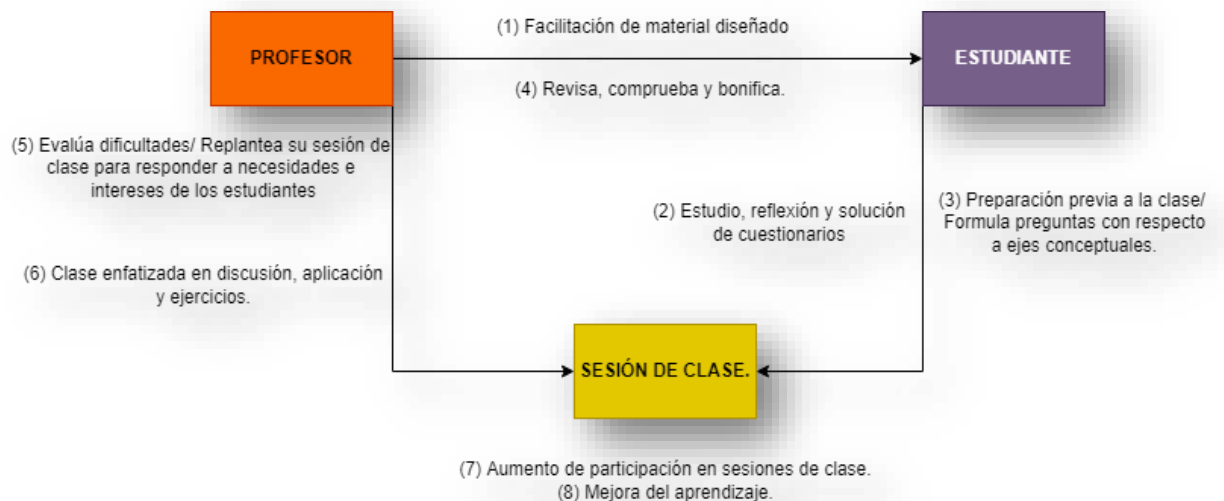 (1) Facilitación de material diseñado
PROFESOR
ESTUDIANTE
(4) Revisa, comprueba y bonifica.
(5) Evalúa dificultades/ Replantea su sesión de
clase para responder a necesidades e
intereses de los estudiantes
(2) Estudio, reflexión y solución
de cuestionarios
(3) Preparación previa a la clase/
Formula preguntas con respecto
a ejes conceptuales.
(6) Clase enfatizada en discusión, aplicación
y ejercicios.
SESIÓN DE CLASE.
(7) Aumento de participación en sesiones de clase.
(8) Mejora del aprendizaje.